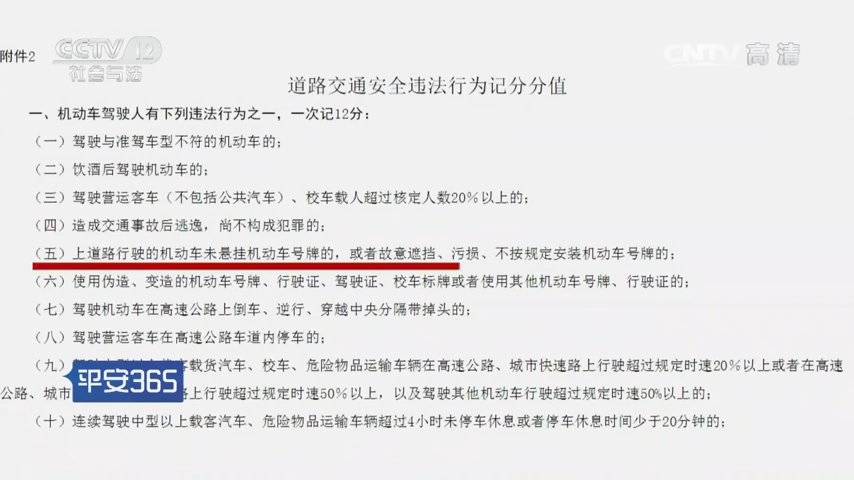 CCTV 12
社会与法
CNTV 高清
附件2
道路交通安全违法行为记分分值
一、机动车驾驶人有下列违法行为之一，一次记12分：
（一）驾驶与准驾车型不符的机动车的；
（二）饮酒后驾驶机动车的；
（三）驾驶营运客车（不包括公共汽车）、校车载人超过核定人数20％以上的；
（四）造成交通事故后逃逸，尚不构成犯罪的；
（五）上道路行驶的机动车未悬挂机动车号牌的，或者故意遮挡、污损、不按规定安装机动车号牌的；
（六）使用伪造、变造的机动车号牌、行驶证、驾驶证、校车标牌或者使用其他机动车号牌、行驶证的；
（七）驾驶机动车在高速公路上倒车、逆行、穿越中央分隔带掉头的；
（八）驾驶营运客车在高速公路车道内停车的；
（九）客载货汽车、校车、危险物品运输车辆在高速公路、城市快速路上行驶超过规定时速20％以上或者在高速
公路、城市路上行驶超过规定时速50％以上，以及驾驶其他机动车行驶超过规定时速50%以上的；
平安365
（十）连续驾驶中型以上载客汽车、危险物品运输车辆超过4小时未停车休息或者停车休息时间少于20分钟的；